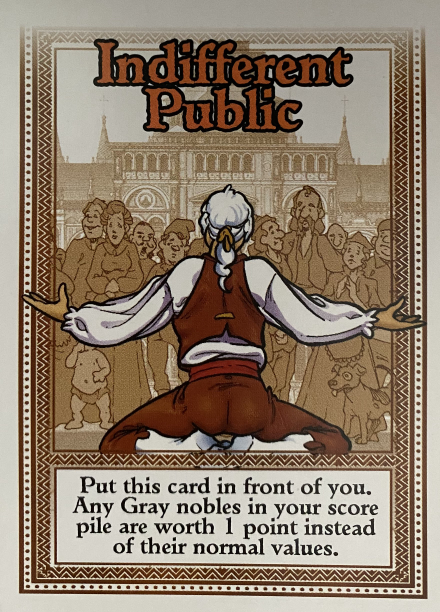 Indifferent
Public
Put this card in front of you.
Any Gray nobles in your score
pile are worth 1 point instead
of their normal values.